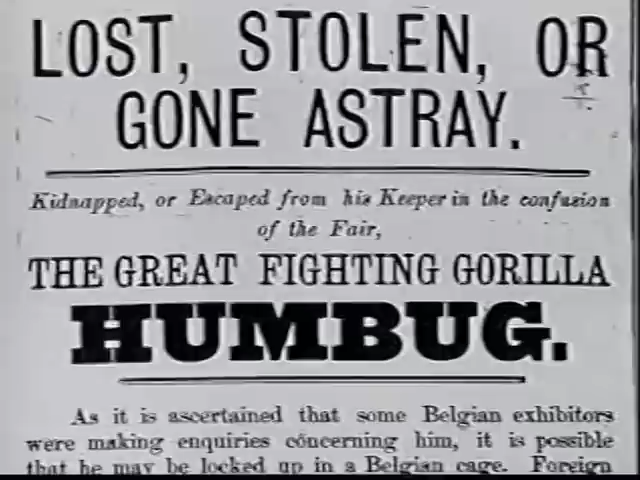 LOST, STOLEN, OR
GONE ASTRAY.
Kidnapped, or Escaped from his Keeper in the confusion
of the Fair,
THE GREAT FIGHTING GORILLA
HUMBUG.
As it is ascertained that some Belgian exhibitors
were making enquiries concerning him, it is possible
that he may be locked up in a Belgian cage. Foreign